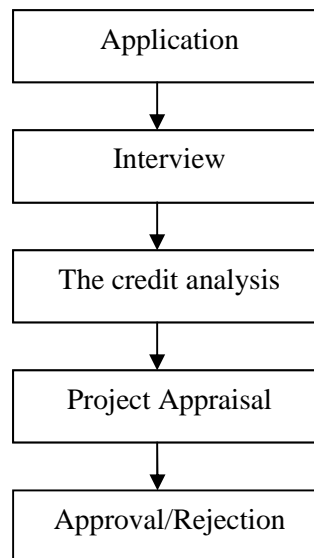 Application
Interview
The credit analysis
Project Appraisal
Approval/Rejection